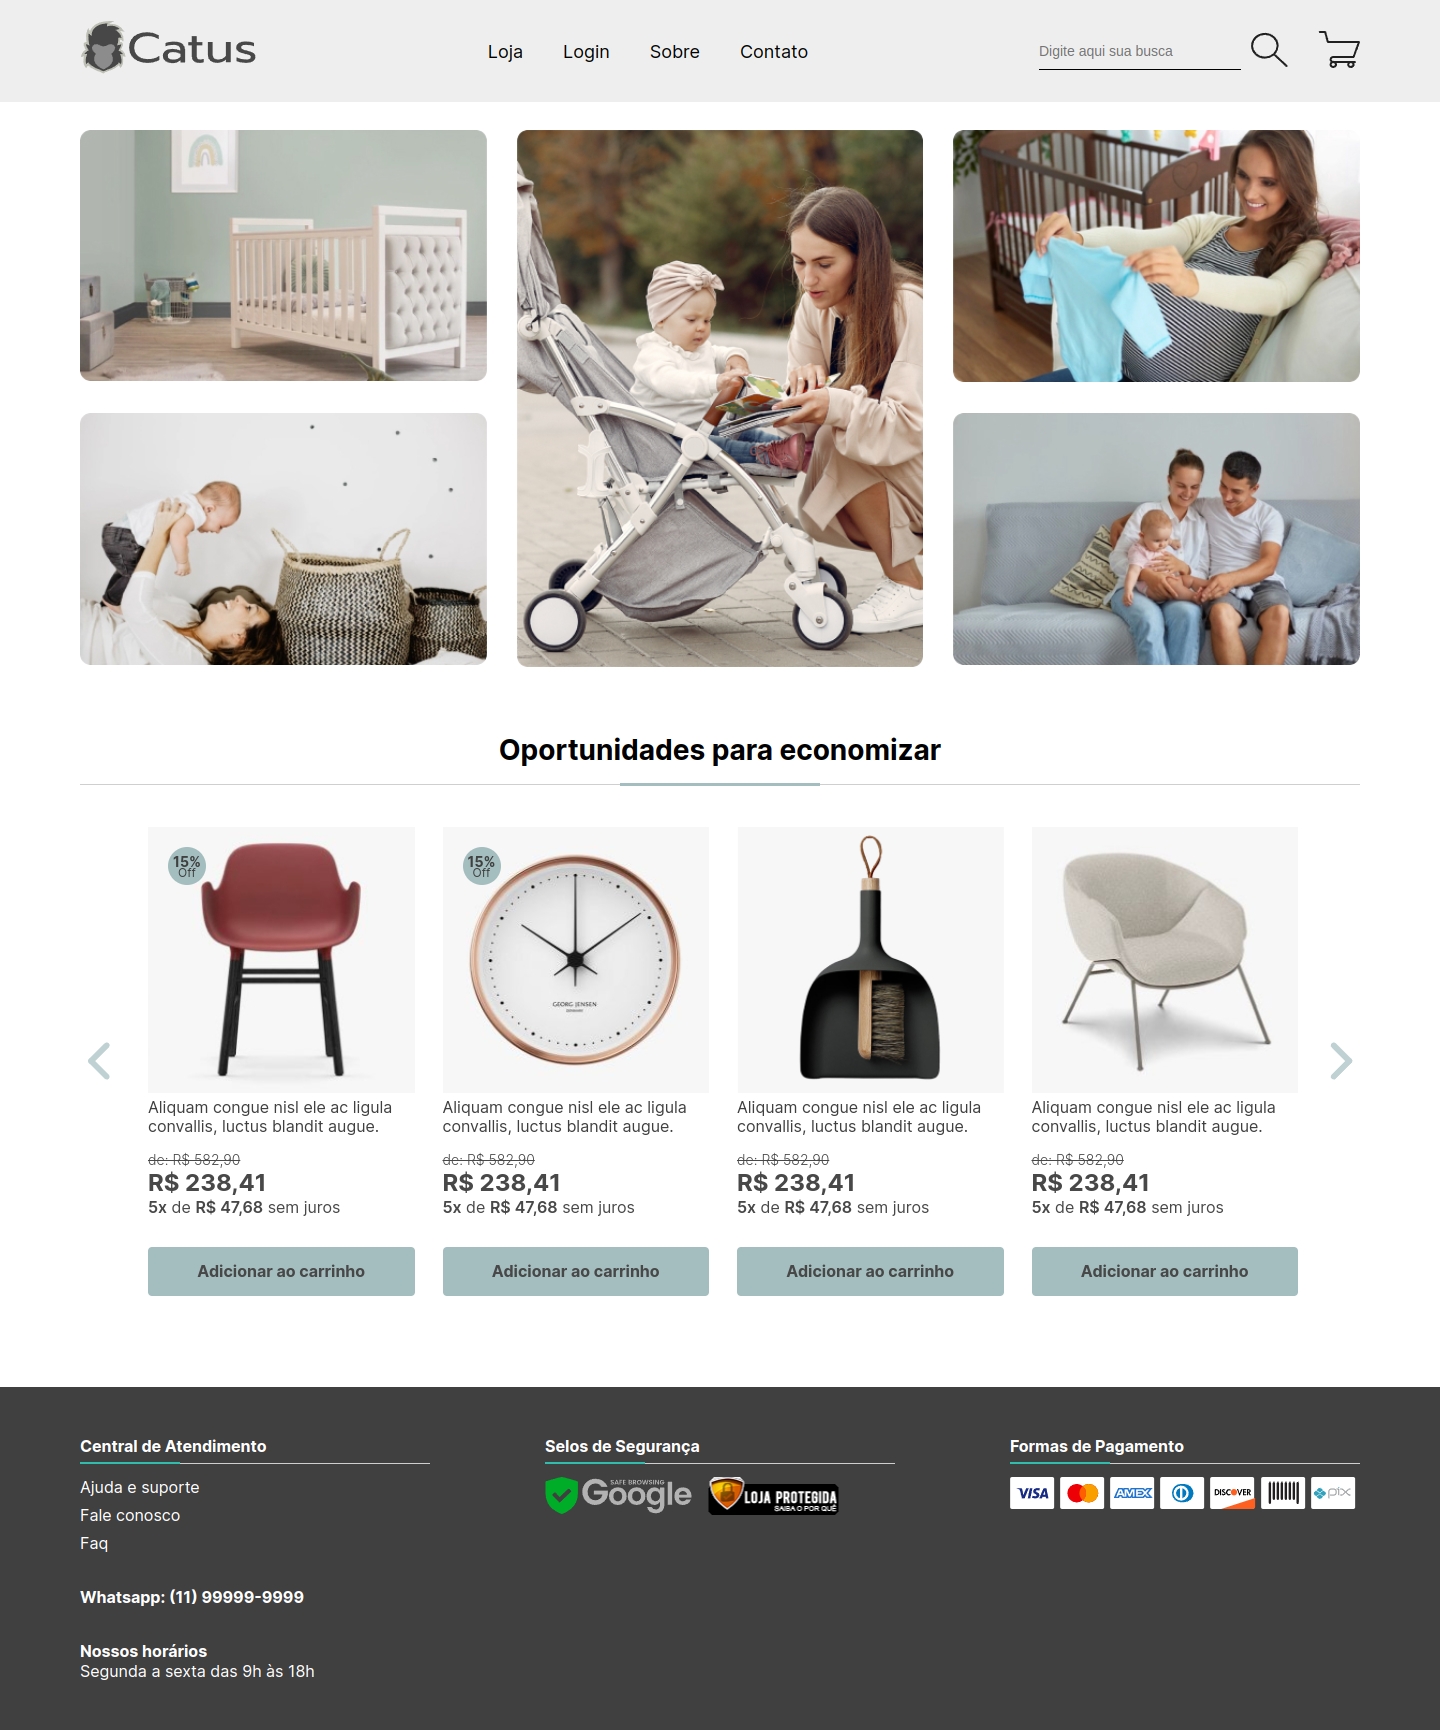 Catus
Loja Login Sobre Contato
Digite aqui sua busca
Oportunidades para economizar
15%
Off
15%
Off
GEORG JENSEN
Aliquam congue nisl ele ac ligula
convallis, luctus blandit augue.
de: R$ 582,90
R$ 238,41
5x de R$ 47,68 sem juros
Adicionar ao carrinho
Aliquam congue nisl ele ac ligula
convallis, luctus blandit augue.
de: R$ 582,90
R$ 238,41
5x de R$ 47,68 sem juros
Adicionar ao carrinho
Aliquam congue nisl ele ac ligula
convallis, luctus blandit augue.
de: R$ 582,90
R$ 238,41
5x de R$ 47,68 sem juros
Adicionar ao carrinho
Aliquam congue nisl ele ac ligula
convallis, luctus blandit augue.
de: R$ 582,90
R$ 238,41
5x de R$ 47,68 sem juros
Adicionar ao carrinho
Central de Atendimento
Ajuda e suporte
Fale conosco
Faq
Whatsapp: (11) 99999-9999
Nossos horários
Segunda a sexta das 9h às 18h
Selos de Segurança
SAFE BROWSING
Google
LOJA PROTEGIDA
SAIBA O POR QUÊ
Formas de Pagamento
VISA AMEX DISCOVER pix